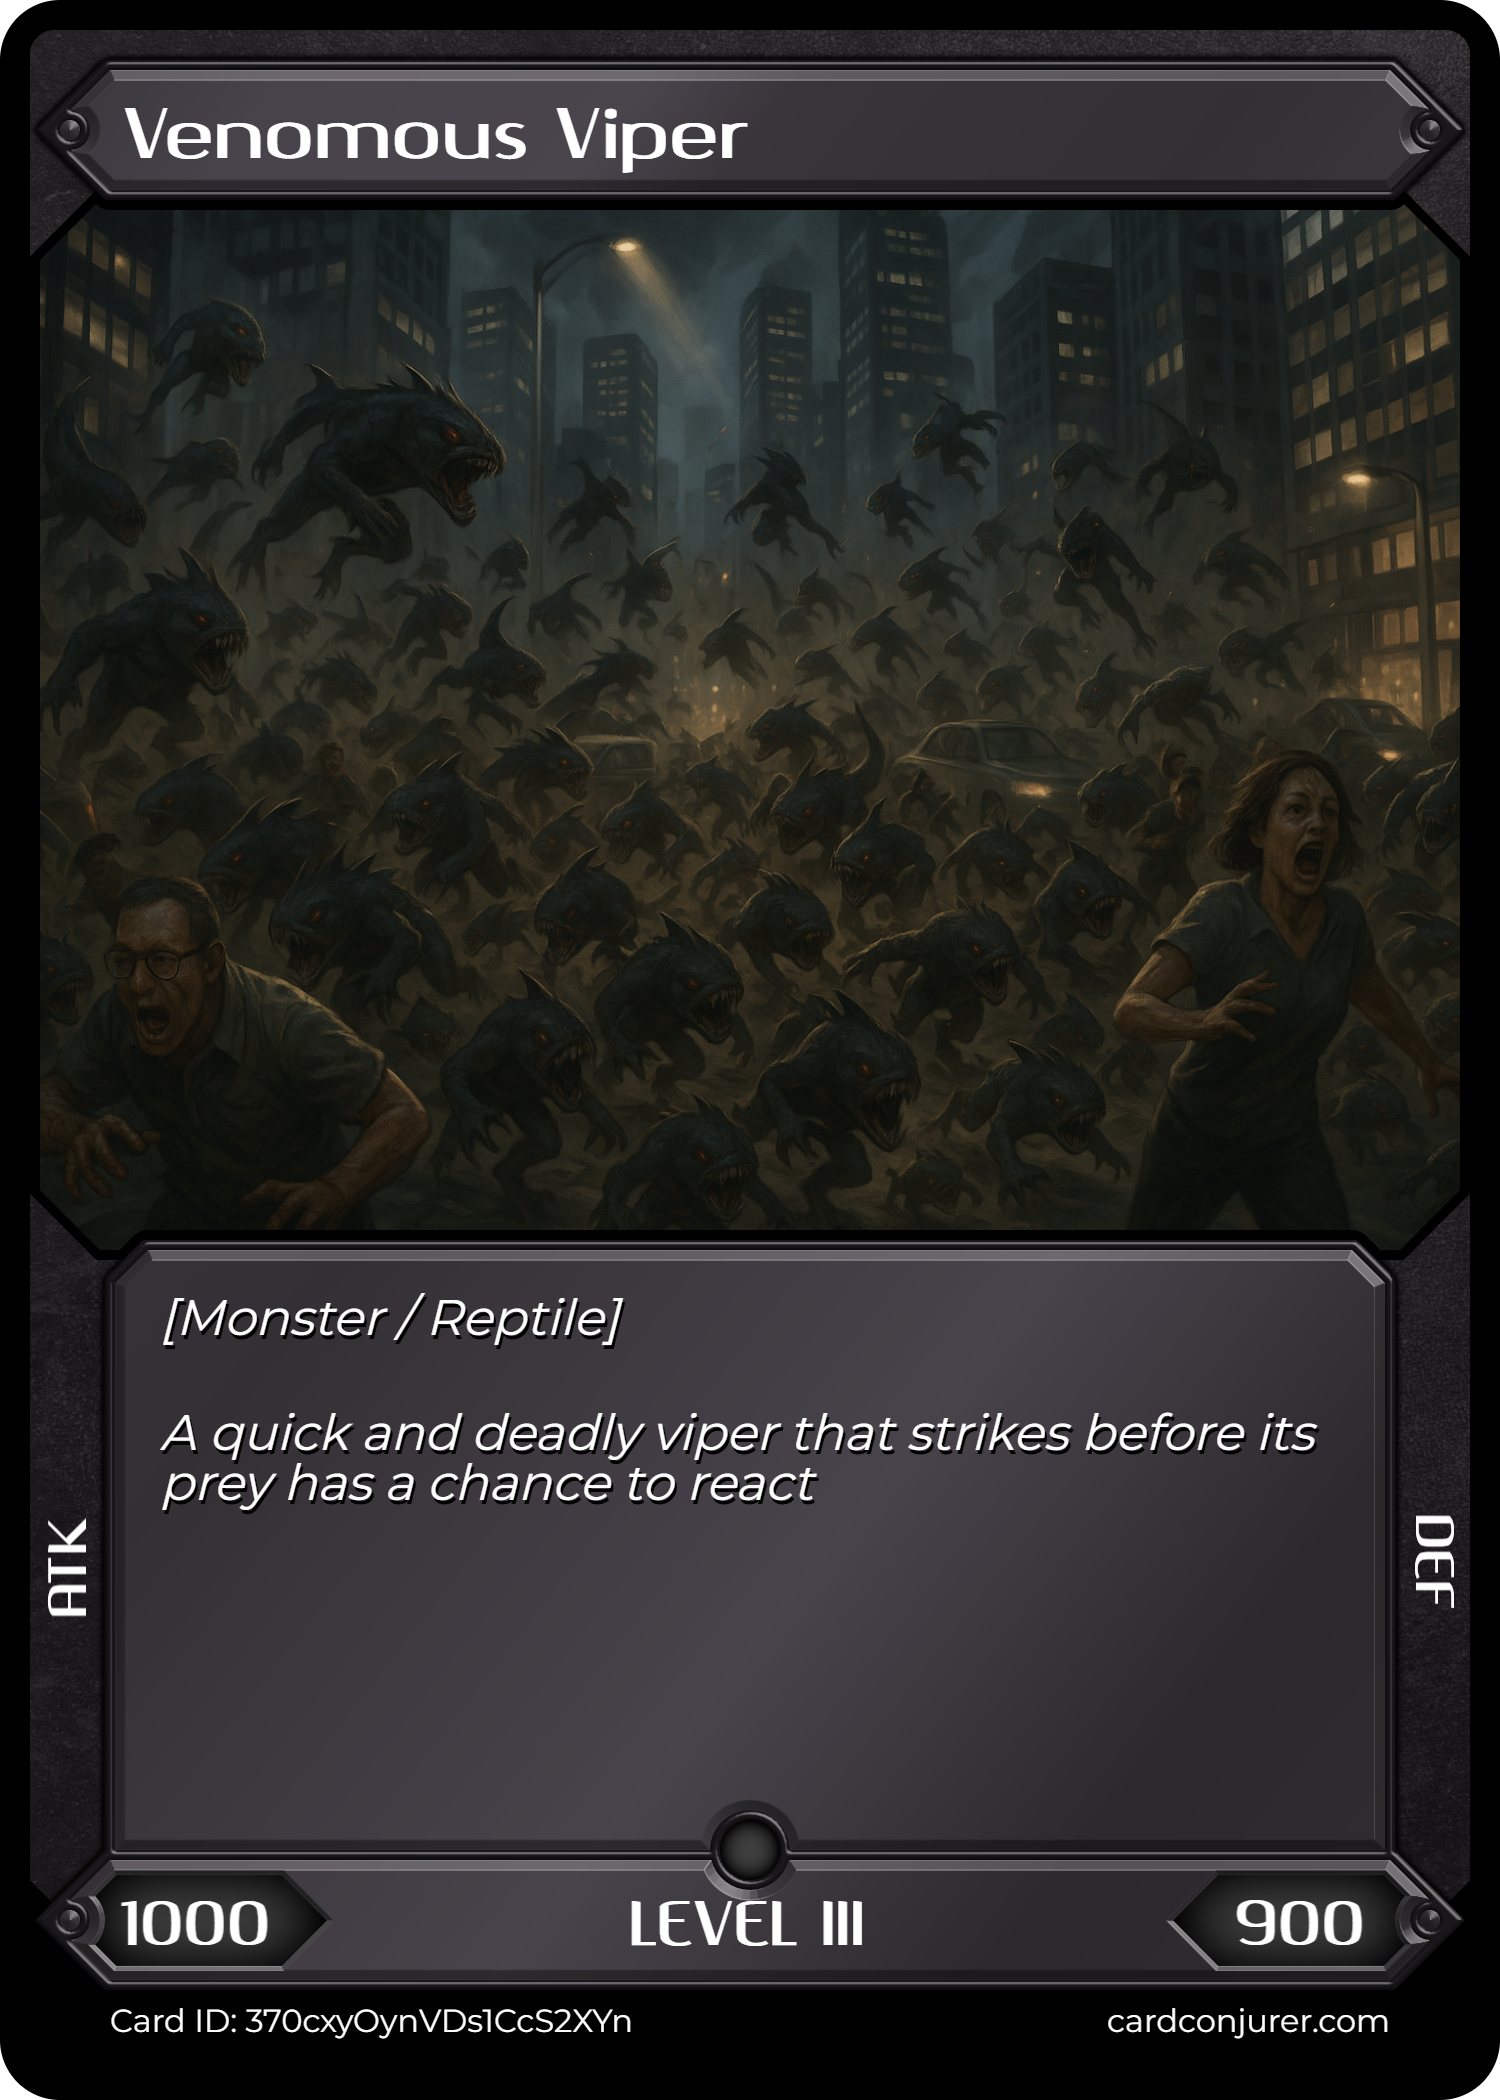 Venomous Viper
[Monster / Reptile]
A quick and deadly viper that strikes before its
prey has a chance to react
ATK
DEF
1000
LEVEL III
900
Card ID: 370cxyOynVDs1CcS2XYn
cardconjurer.com